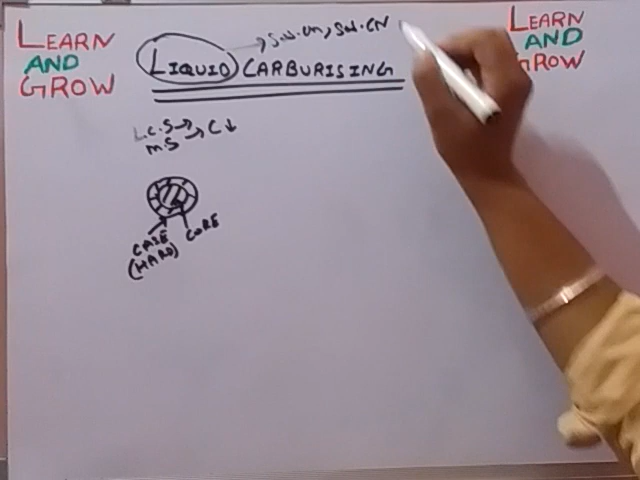 LEARN
AND
GROW
LEARN
AND
GROW
LIQUID CARBURISING
L.C.S → C ↓
M.S
CASE
(HARD)
CORE